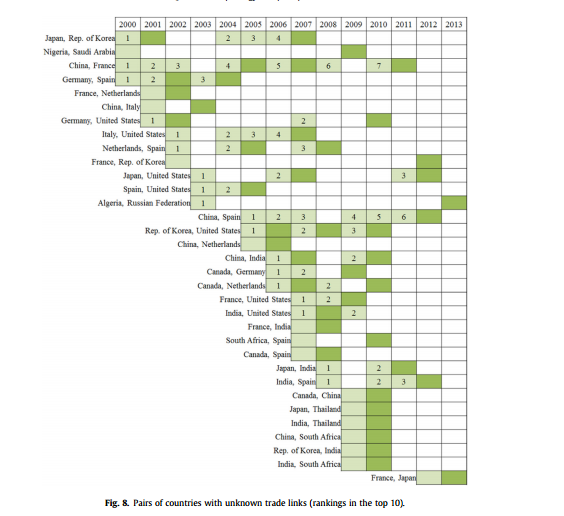 2000 2001 2002 2003 2004 2005 2006 2007 2008 2009 2010 2011 2012 2013
Japan, Rep. of Korea 1 2 3 4
Nigeria, Saudi Arabia
China, France 1 2 3 4 5 6 7
Germany, Spain 1 2 3
France, Netherlands
China, Italy
Germany, United States 1 2
Italy, United States 1 2 3 4
Netherlands, Spain 1 2 3
France, Rep. of Korea
Japan, United States 1 2 3
Spain, United States 1 2
Algeria, Russian Federation 1
China, Spain 1 2 3 4 5 6
Rep. of Korea, United States 1 2 3
China, Netherlands
China, India 1 2
Canada, Germany 1 2
Canada, Netherlands 1 2
France, United States 1 2
India, United States 1 2
France, India
South Africa, Spain
Canada, Spain
Japan, India 1 2
India, Spain 1 2 3
Canada, China
Japan, Thailand
India, Thailand
China, South Africa
Rep. of Korea, India
India, South Africa
France, Japan
Fig. 8. Pairs of countries with unknown trade links (rankings in the top 10).